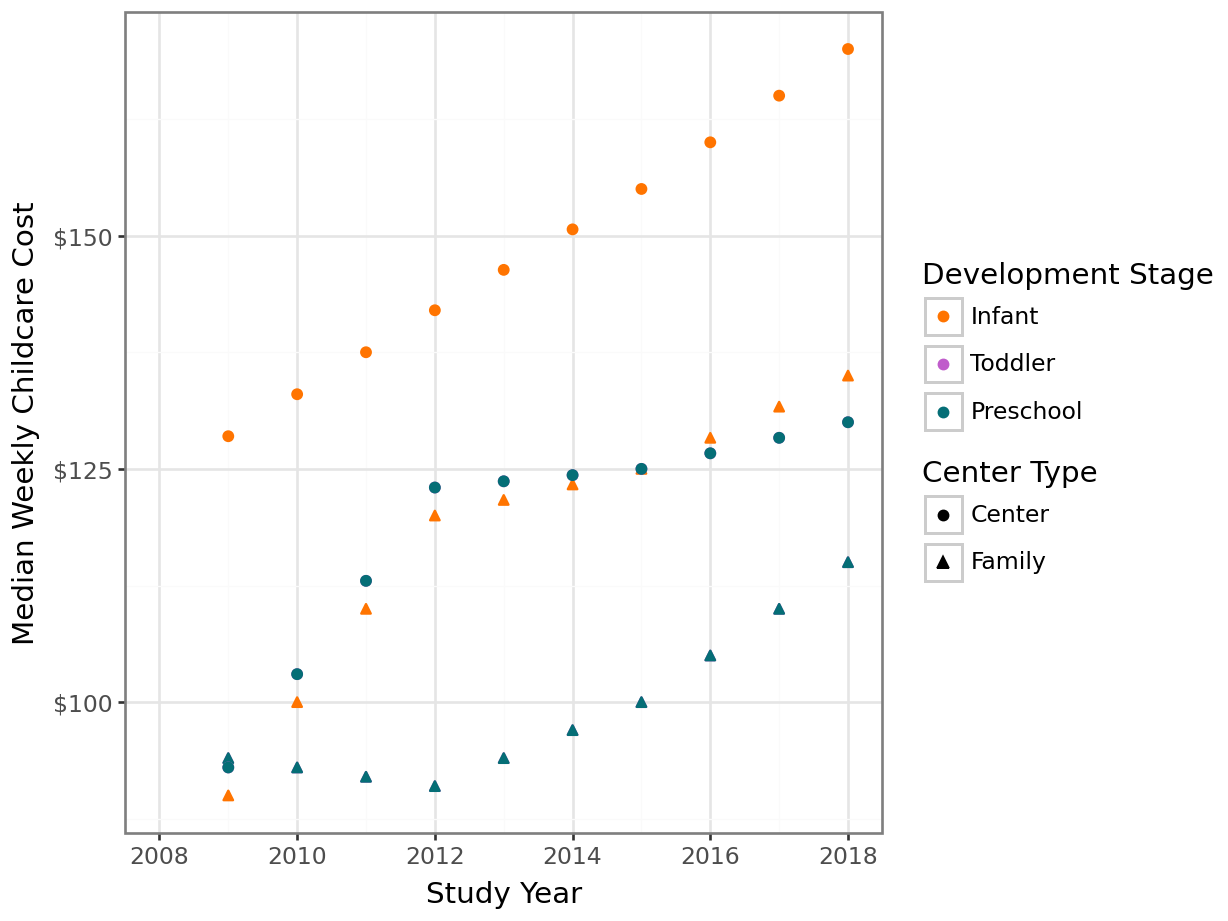 Median Weekly Childcare Cost
$150
$125
$100
2008 2010 2012 2014 2016 2018
Study Year
Development Stage
Infant
Toddler
Preschool
Center Type
Center
Family